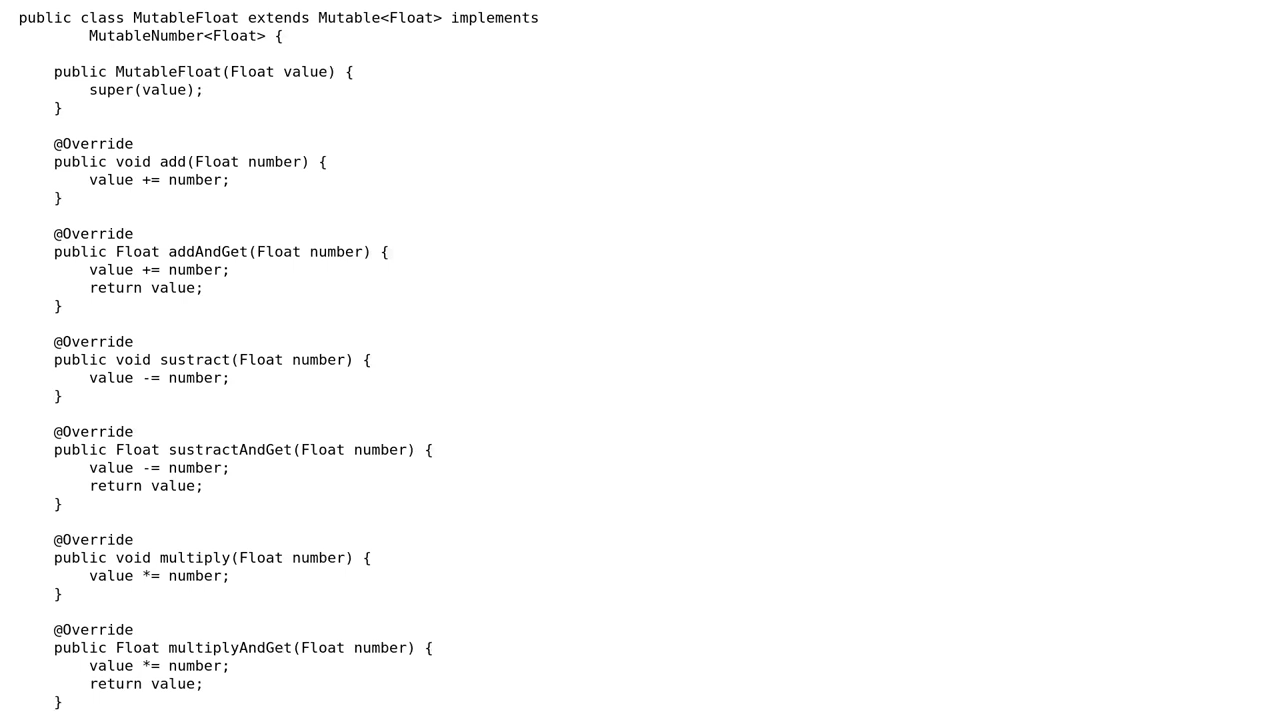 public class MutableFloat extends Mutable<Float> implements
        MutableNumber<Float> {

    public MutableFloat(Float value) {
        super(value);
    }

    @Override
    public void add(Float number) {
        value += number;
    }

    @Override
    public Float addAndGet(Float number) {
        value += number;
        return value;
    }

    @Override
    public void sustract(Float number) {
        value -= number;
    }

    @Override
    public Float sustractAndGet(Float number) {
        value -= number;
        return value;
    }

    @Override
    public void multiply(Float number) {
        value *= number;
    }

    @Override
    public Float multiplyAndGet(Float number) {
        value *= number;
        return value;
    }